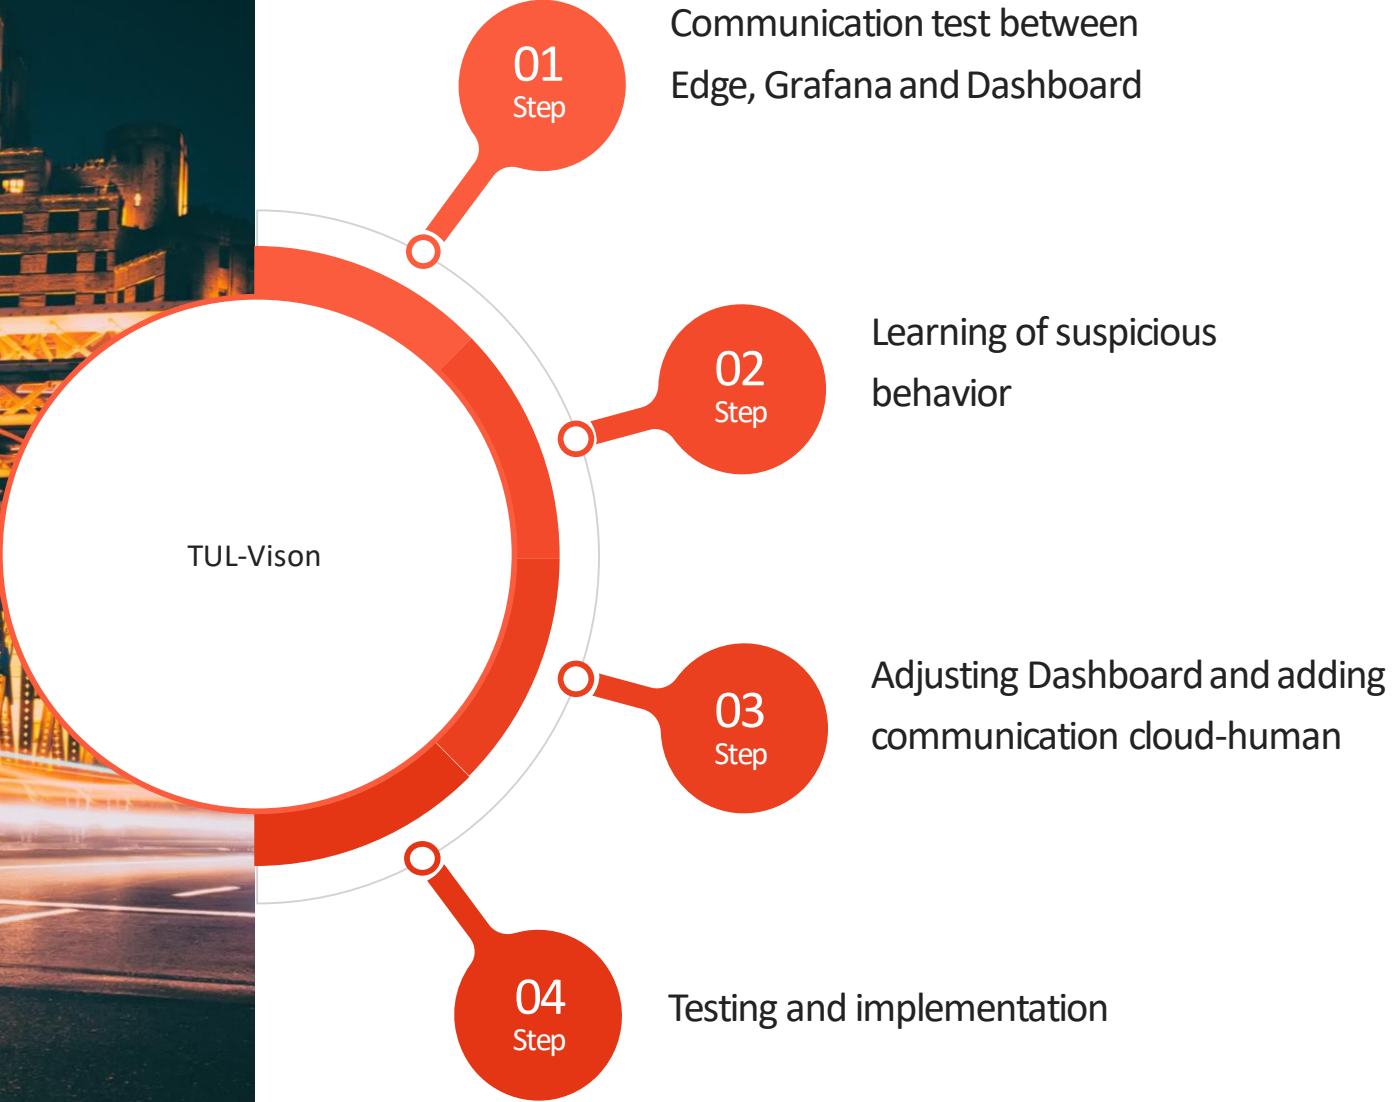 01
Step
Communication test between
Edge, Grafana and Dashboard
02
Step
Learning of suspicious
behavior
TUL-Vison
03
Step
Adjusting Dashboard and adding
communication cloud-human
04
Step
Testing and implementation